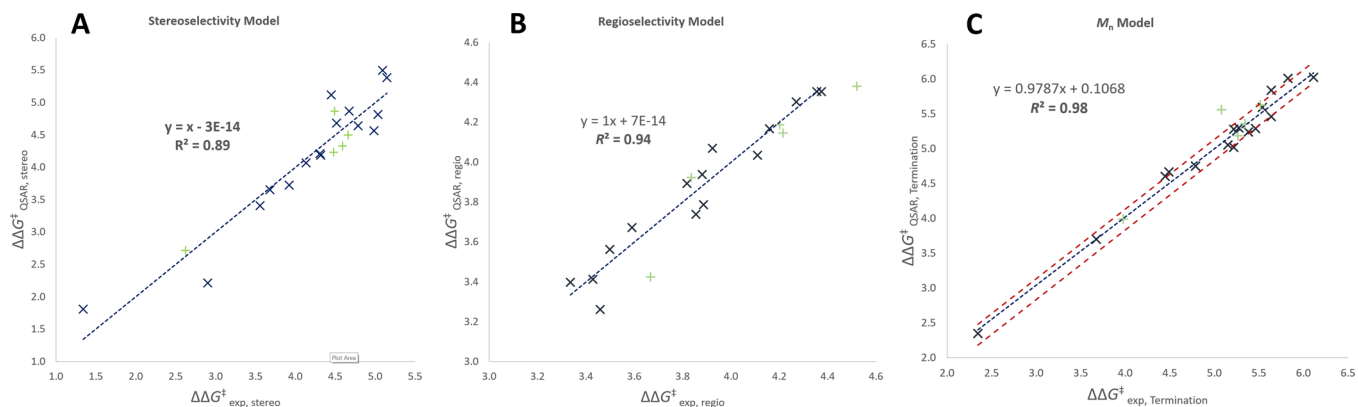 A
Stereoselectivity Model
6.0
5.5
5.0
4.5
4.0
3.5
3.0
2.5
2.0
1.5
1.0
1.0 1.5 2.0 2.5 3.0 3.5 4.0 4.5 5.0 5.5
ΔΔG‡ QSAR, stereo
ΔΔG‡ exp, stereo
y = x - 3E-14
R² = 0.89
Plot Area
B
Regioselectivity Model
4.6
4.4
4.2
4.0
3.8
3.6
3.4
3.2
3.0
3.0 3.2 3.4 3.6 3.8 4.0 4.2 4.4 4.6
ΔΔG‡ QSAR, regio
ΔΔG‡ exp, regio
y = 1x + 7E-14
R² = 0.94
C
Mn Model
6.5
6.0
5.5
5.0
4.5
4.0
3.5
3.0
2.5
2.0
2.0 2.5 3.0 3.5 4.0 4.5 5.0 5.5 6.0 6.5
ΔΔG‡ QSAR, Termination
ΔΔG‡ exp, Termination
y = 0.9787x + 0.1068
R² = 0.98